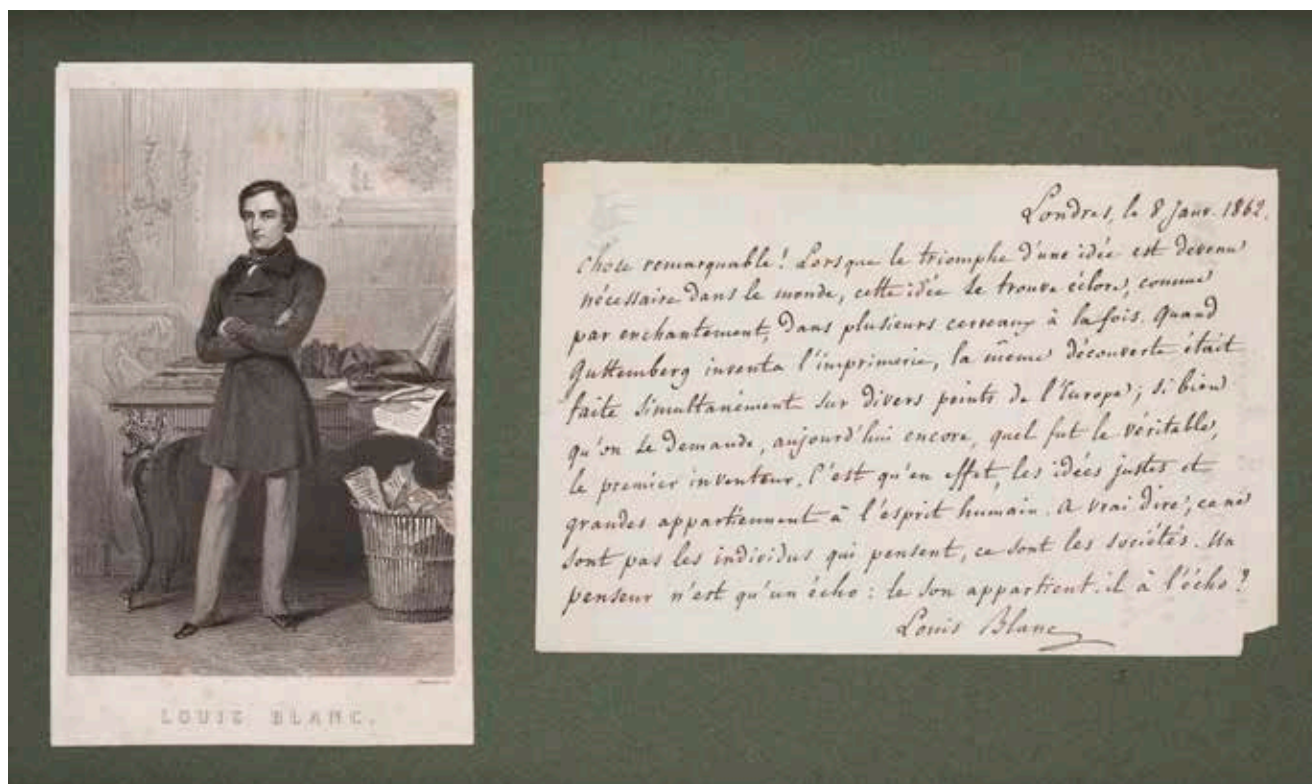 LOUIS BLANC.
Londres, le 8 Janv. 1862.
Chose remarquable! Lorsque le triomphe d'une idée est devenu
nécessaire dans le monde, cette idée se trouve éclore, comme
par enchantement, dans plusieurs cerveaux à la fois. Quand
Guttemberg inventa l'imprimerie, la même découverte était
faite simultanément sur divers points de l'Europe; si bien
qu'on se demande, aujourd'hui encore, quel fut le véritable,
le premier inventeur. C'est qu'en effet, les idées justes et
grandes appartiennent à l'esprit humain. A vrai dire, ce ne
sont pas les individus qui pensent, ce sont les sociétés. Un
penseur n'est qu'un écho: le son appartient-il à l'écho?
Louis Blanc